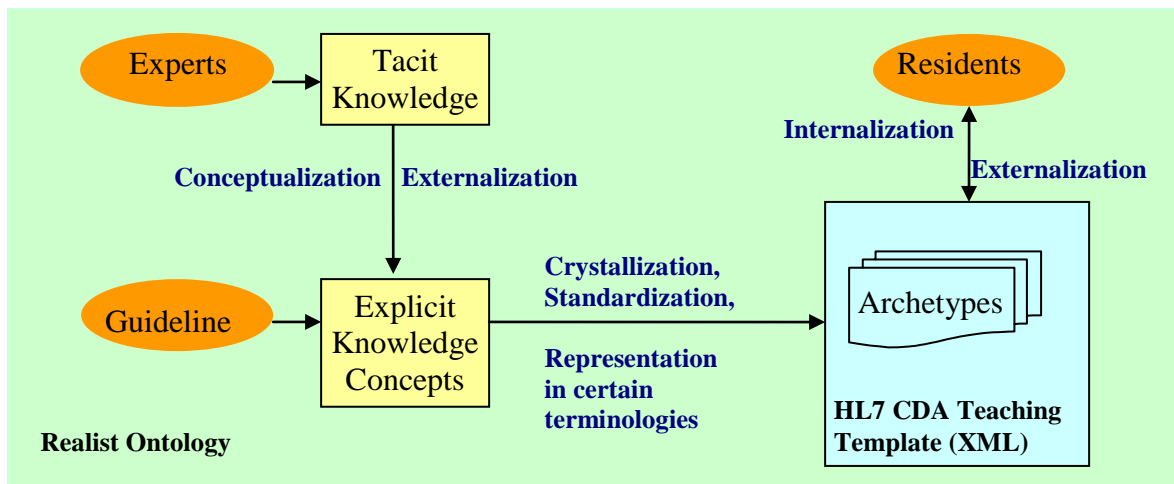 Experts
Tacit
Knowledge
Residents
Internalization
Externalization
Conceptualization
Externalization
Guideline
Explicit
Knowledge
Concepts
Crystallization,
Standardization,
Representation
in certain
terminologies
Archetypes
HL7 CDA Teaching
Template (XML)
Realist Ontology